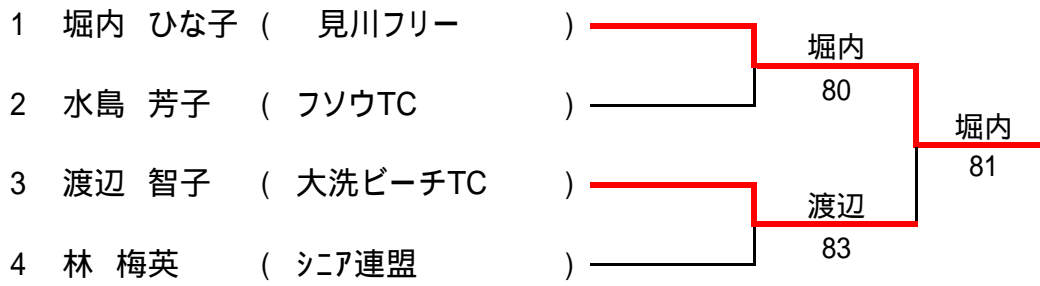 1 堀内 ひな子 ( 見川フリー )
堀内
80
2 水島 芳子 ( フソウTC )
堀内
81
3 渡辺 智子 ( 大洗ビーチTC )
渡辺
83
4 林 梅英 ( シニア連盟 )